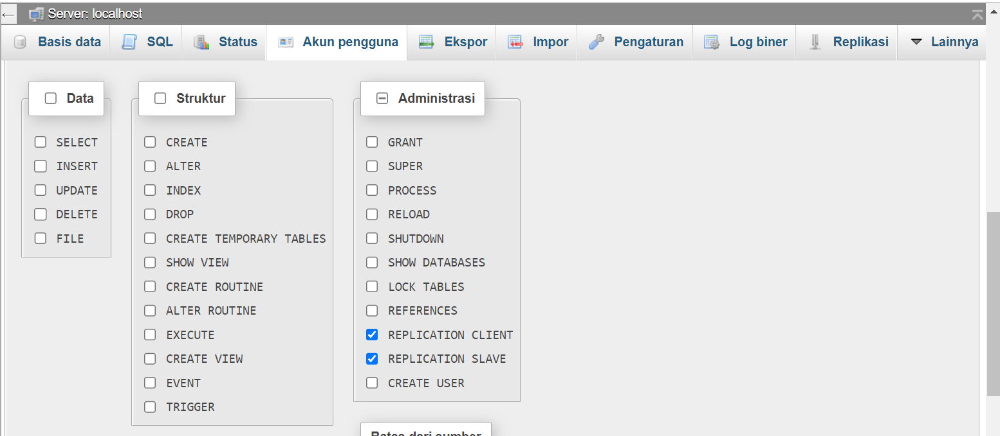 Server: localhost
Basis data
SQL
Status
Akun pengguna
Ekspor
Impor
Pengaturan
Log biner
Replikasi
Lainnya
Data
SELECT
INSERT
UPDATE
DELETE
FILE
Struktur
CREATE
ALTER
INDEX
DROP
CREATE TEMPORARY TABLES
SHOW VIEW
CREATE ROUTINE
ALTER ROUTINE
EXECUTE
CREATE VIEW
EVENT
TRIGGER
Administrasi
GRANT
SUPER
PROCESS
RELOAD
SHUTDOWN
SHOW DATABASES
LOCK TABLES
REFERENCES
REPLICATION CLIENT
REPLICATION SLAVE
CREATE USER
Batas dari sumber